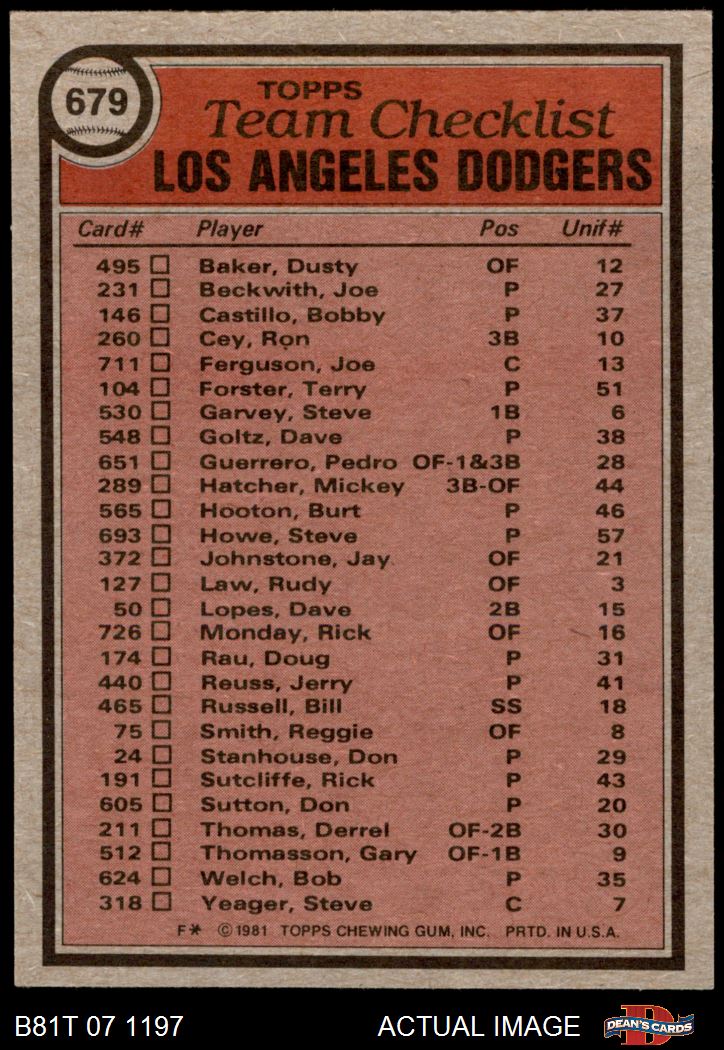 679
TOPPS
Team Checklist
LOS ANGELES DODGERS
Card# Player Pos Unif#
495 □ Baker, Dusty OF 12
231 □ Beckwith, Joe P 27
146 □ Castillo, Bobby P 37
260 □ Cey, Ron 3B 10
711 □ Ferguson, Joe C 13
104 □ Forster, Terry P 51
530 □ Garvey, Steve 1B 6
548 □ Goltz, Dave P 38
651 □ Guerrero, Pedro OF-1&3B 28
289 □ Hatcher, Mickey 3B-OF 44
565 □ Hooton, Burt P 46
693 □ Howe, Steve P 57
372 □ Johnstone, Jay OF 21
127 □ Law, Rudy OF 3
50 □ Lopes, Dave 2B 15
726 □ Monday, Rick OF 16
174 □ Rau, Doug P 31
440 □ Reuss, Jerry P 41
465 □ Russell, Bill SS 18
75 □ Smith, Reggie OF 8
24 □ Stanhouse, Don P 29
191 □ Sutcliffe, Rick P 43
605 □ Sutton, Don P 20
211 □ Thomas, Derrel OF-2B 30
512 □ Thomasson, Gary OF-1B 9
624 □ Welch, Bob P 35
318 □ Yeager, Steve C 7
F* ©1981 TOPPS CHEWING GUM, INC. PRTD. IN U.S.A.
B81T 07 1197 ACTUAL IMAGE D DEAN'S CARDS